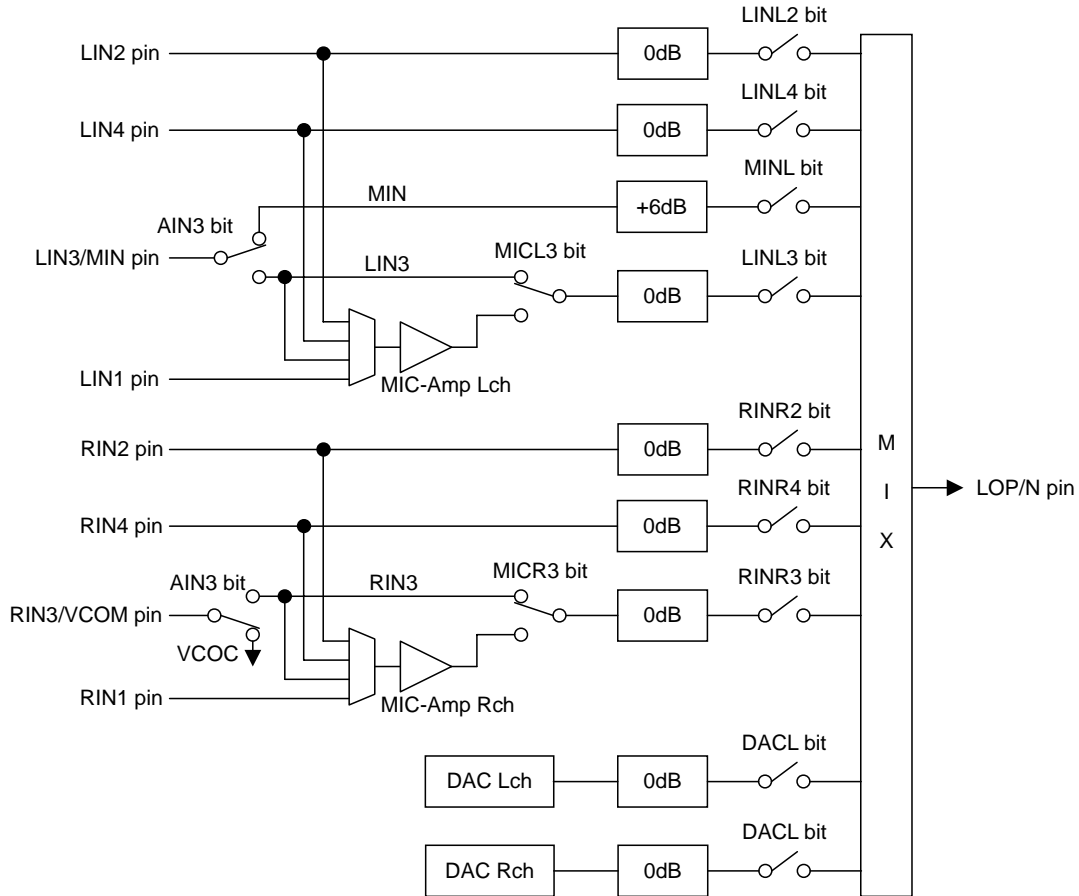 LINL2 bit
LIN2 pin
0dB
LINL4 bit
LIN4 pin
0dB
MINL bit
MIN
+6dB
AIN3 bit
LIN3/MIN pin
LIN3
MICL3 bit
LINL3 bit
0dB
LIN1 pin
MIC-Amp Lch
RINR2 bit
RIN2 pin
0dB
RINR4 bit
RIN4 pin
0dB
AIN3 bit
RIN3
MICR3 bit
RINR3 bit
RIN3/VCOM pin
0dB
VCOC
RIN1 pin
MIC-Amp Rch
M
I
X
LOP/N pin
DACL bit
DAC Lch
0dB
DACL bit
DAC Rch
0dB